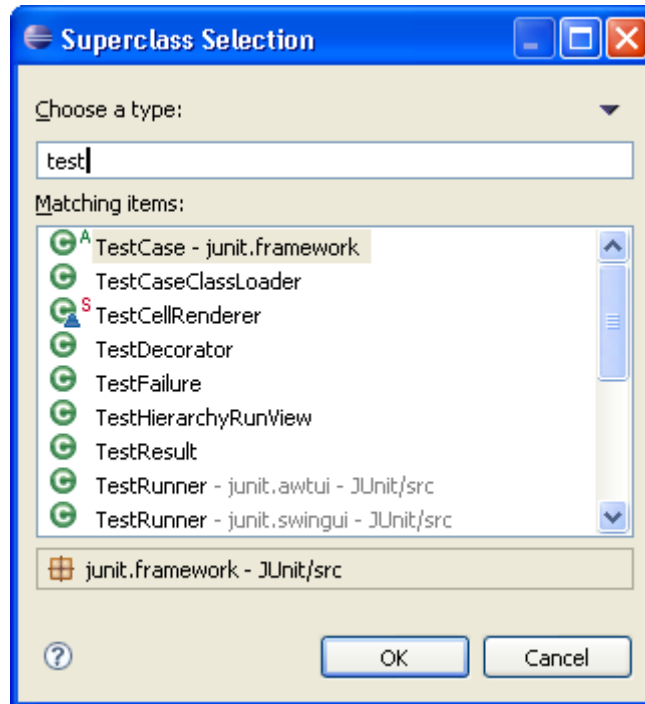 Superclass Selection
Choose a type:
test
Matching items:
A TestCase - junit.framework
TestCaseClassLoader
S TestCellRenderer
TestDecorator
TestFailure
TestHierarchyRunView
TestResult
TestRunner - junit.awtui - JUnit/src
TestRunner - junit.swingui - JUnit/src
junit.framework - JUnit/src
OK Cancel